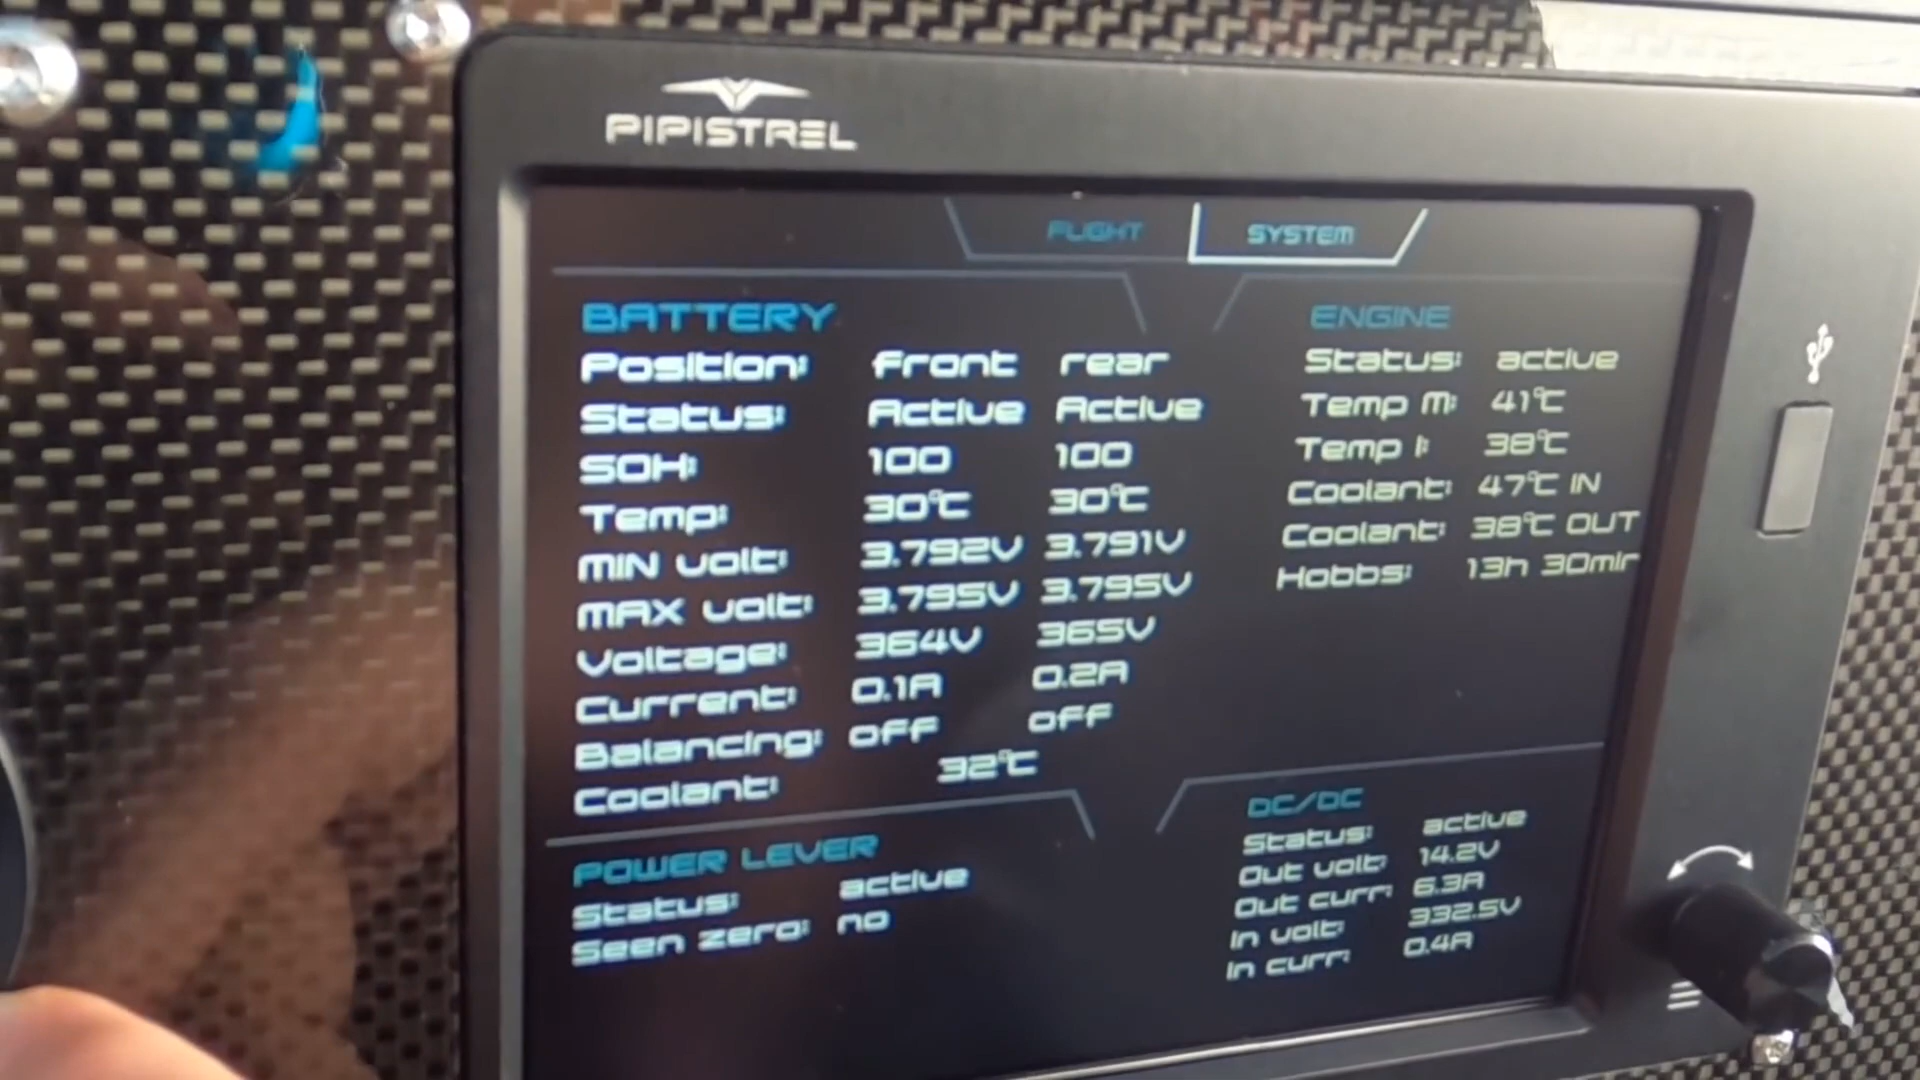 PIPISTREL
FLIGHT SYSTEM
BATTERY
Position: front rear
Status: Active Active
SOH: 100 100
Temp: 30°C 30°C
MIN volt: 3.792V 3.791V
MAX volt: 3.795V 3.795V
Voltage: 364V 365V
Current: 0.1A 0.2A
Balancing: off off
Coolant: 32°C
ENGINE
Status: active
Temp M: 41°C
Temp I: 38°C
Coolant: 47°C IN
Coolant: 38°C OUT
Hobbs: 13h 30min
POWER LEVER
Status: active
Seen zero: no
DC/DC
Status: active
Out volt: 14.2V
Out curr: 6.3A
In volt: 332.5V
In curr: 0.4A